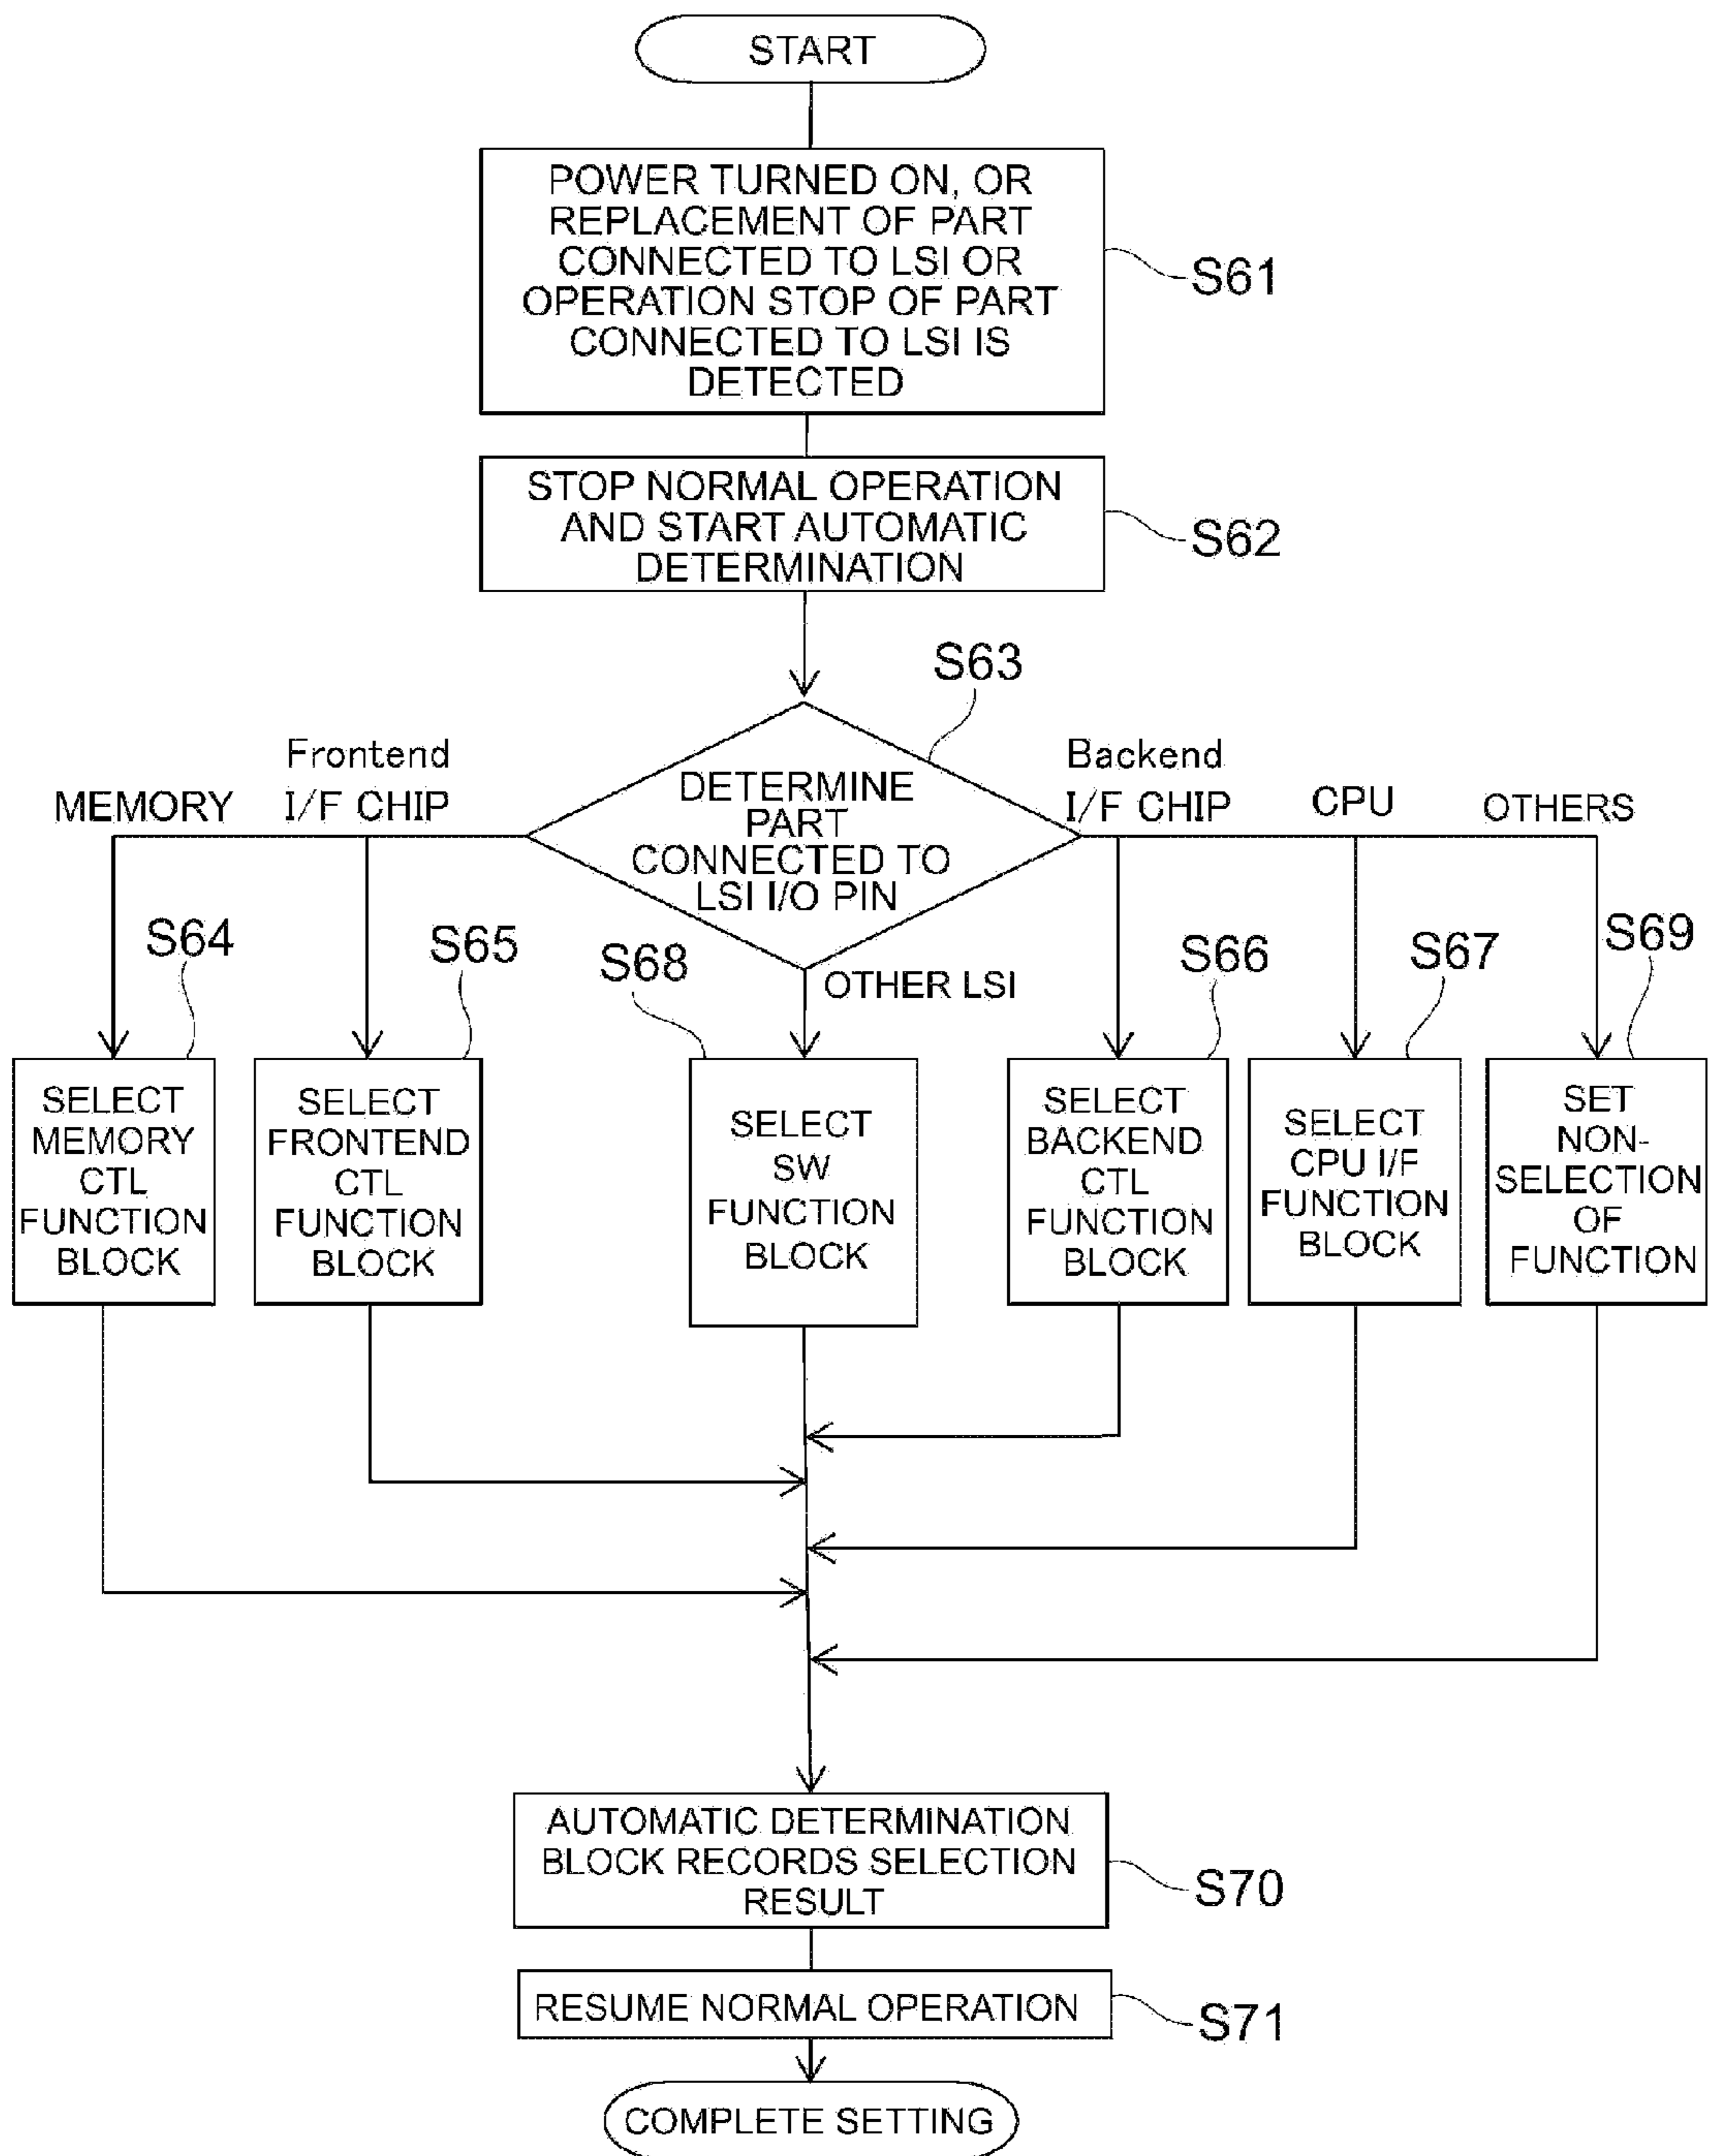 START
POWER TURNED ON, OR
REPLACEMENT OF PART
CONNECTED TO LSI OR
OPERATION STOP OF PART
CONNECTED TO LSI IS
DETECTED
S61
STOP NORMAL OPERATION
AND START AUTOMATIC
DETERMINATION
S62
S63
DETERMINE
PART
CONNECTED TO
LSI I/O PIN
MEMORY
Frontend
I/F CHIP
OTHER LSI
Backend
I/F CHIP
CPU
OTHERS
S64
SELECT
MEMORY
CTL
FUNCTION
BLOCK
S65
SELECT
FRONTEND
CTL
FUNCTION
BLOCK
S68
SELECT
SW
FUNCTION
BLOCK
S66
SELECT
BACKEND
CTL
FUNCTION
BLOCK
S67
SELECT
CPU I/F
FUNCTION
BLOCK
S69
SET
NON-
SELECTION
OF
FUNCTION
AUTOMATIC DETERMINATION
BLOCK RECORDS SELECTION
RESULT
S70
RESUME NORMAL OPERATION
S71
COMPLETE SETTING